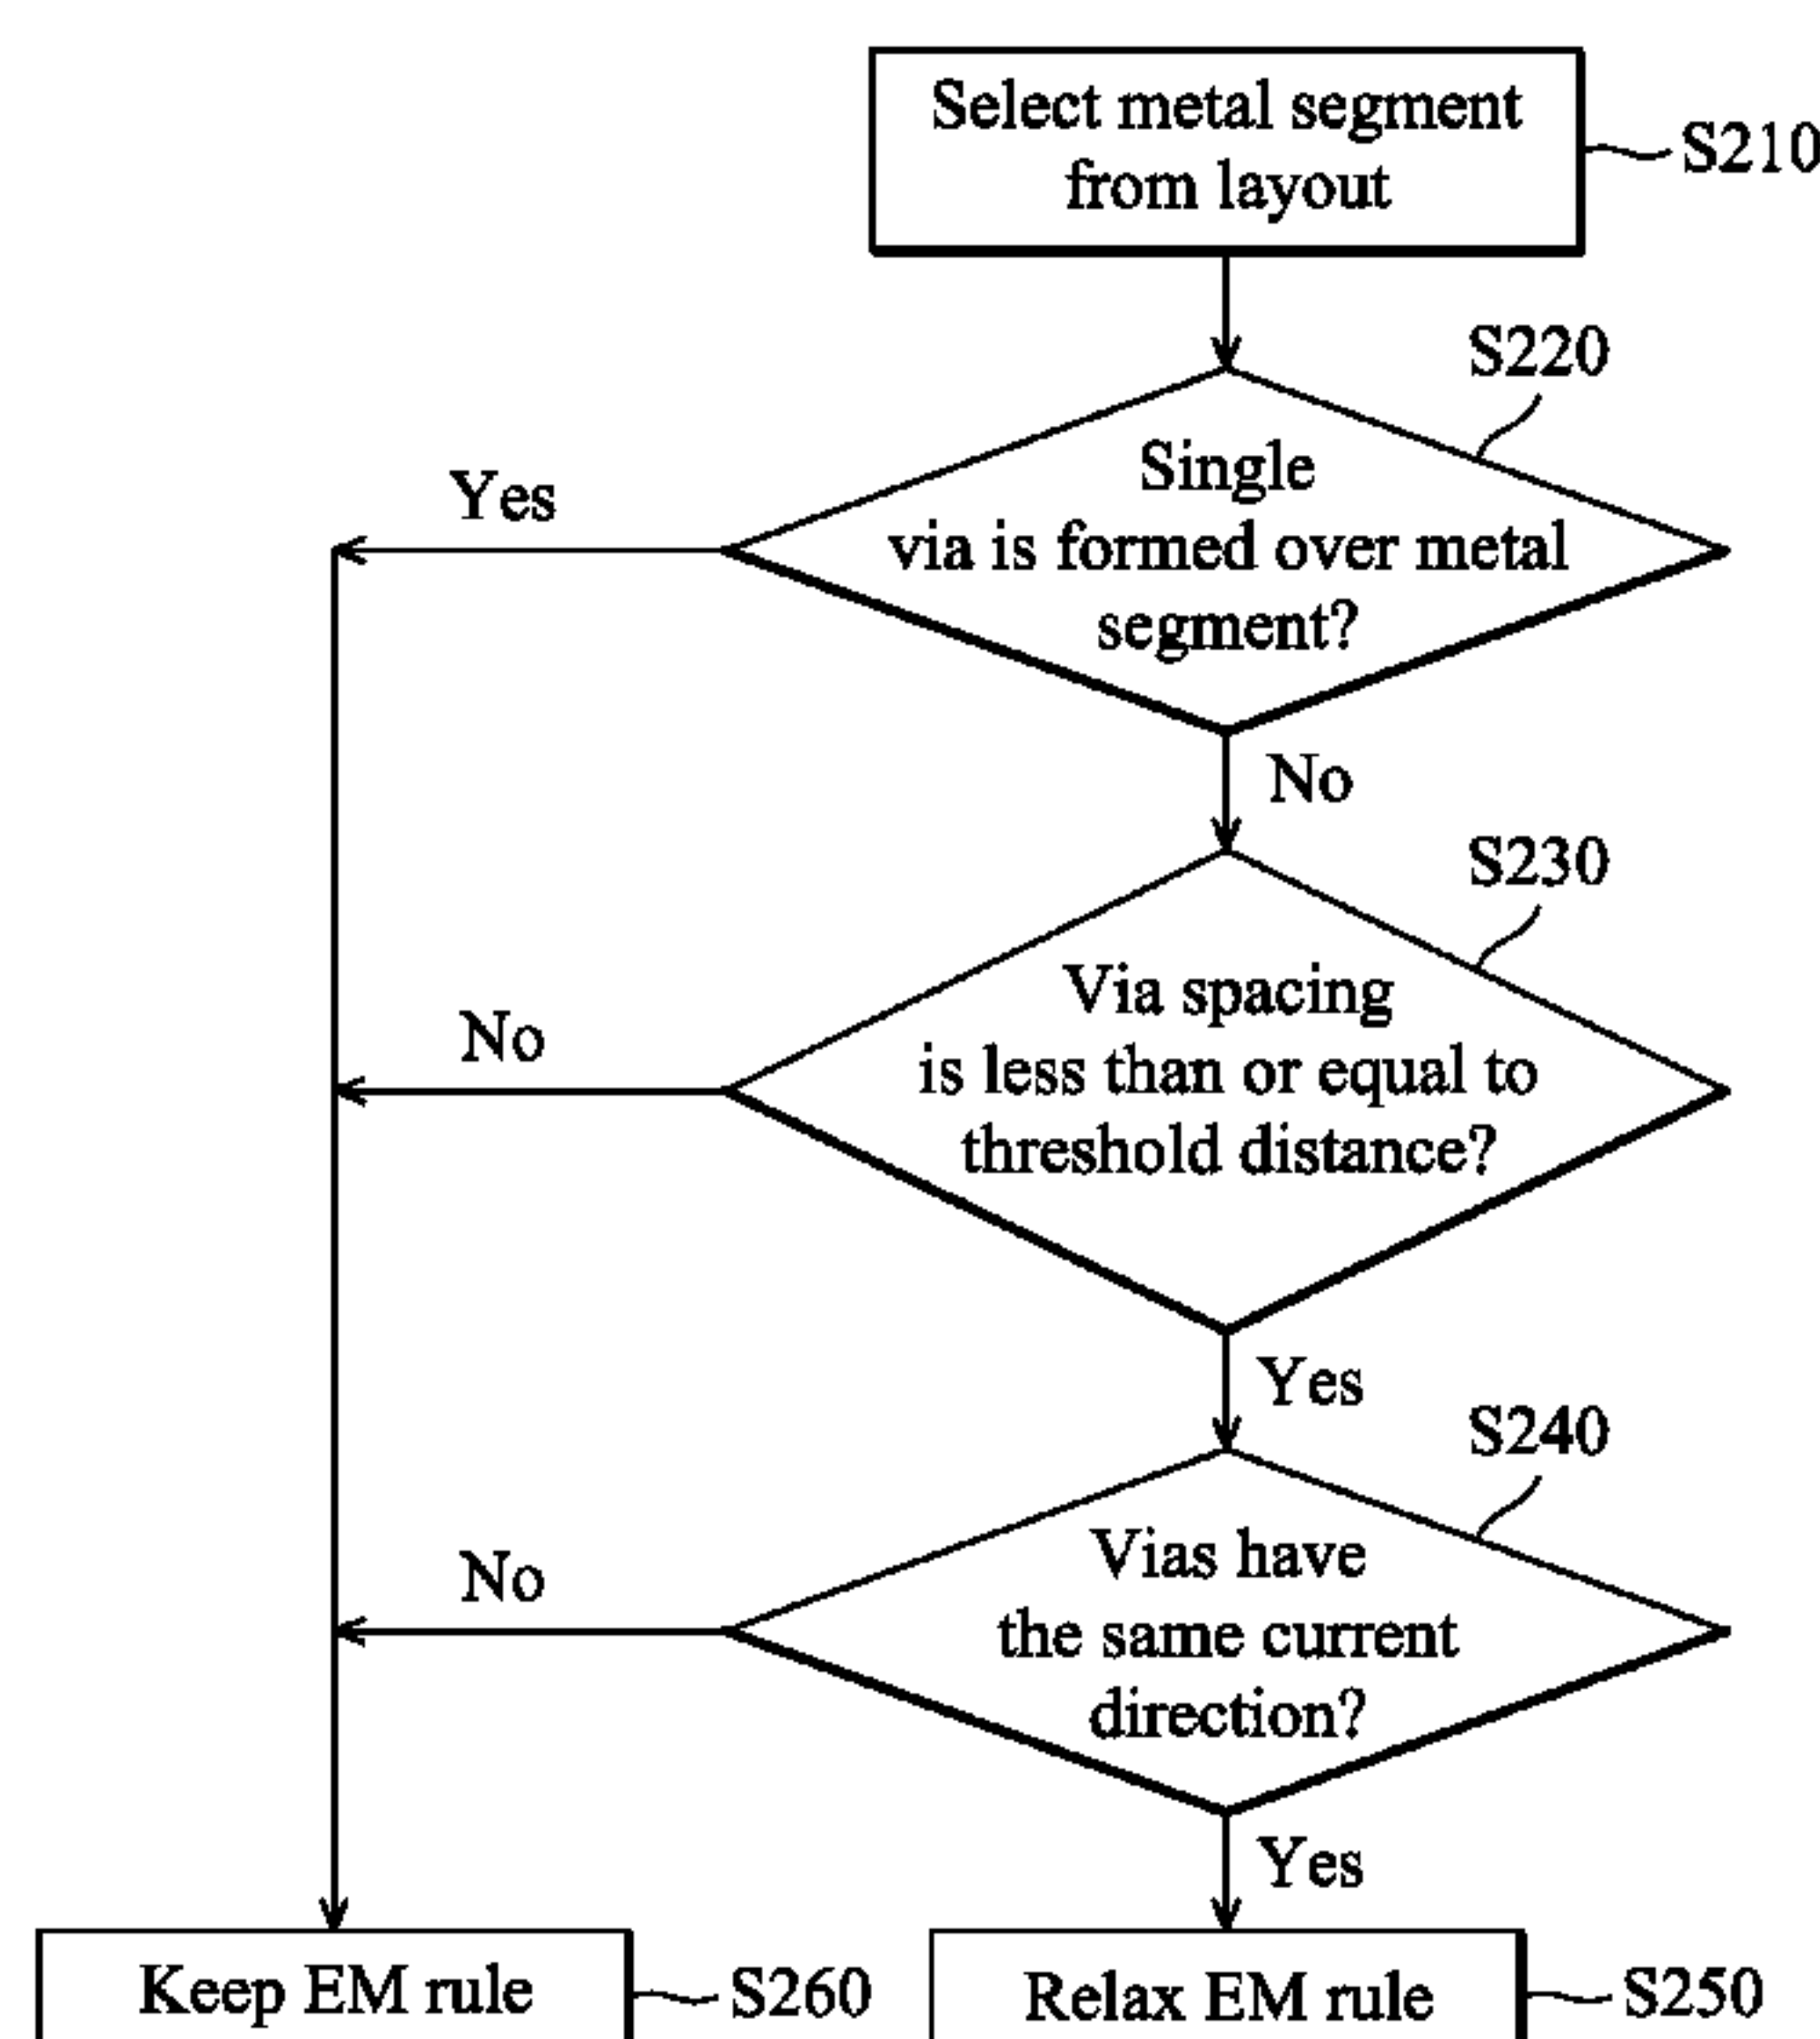 Select metal segment
from layout
S210
S220
Single
via is formed over metal
segment?
Yes
No
S230
Via spacing
is less than or equal to
threshold distance?
No
Yes
S240
Vias have
the same current
direction?
No
Yes
Keep EM rule
S260
Relax EM rule
S250